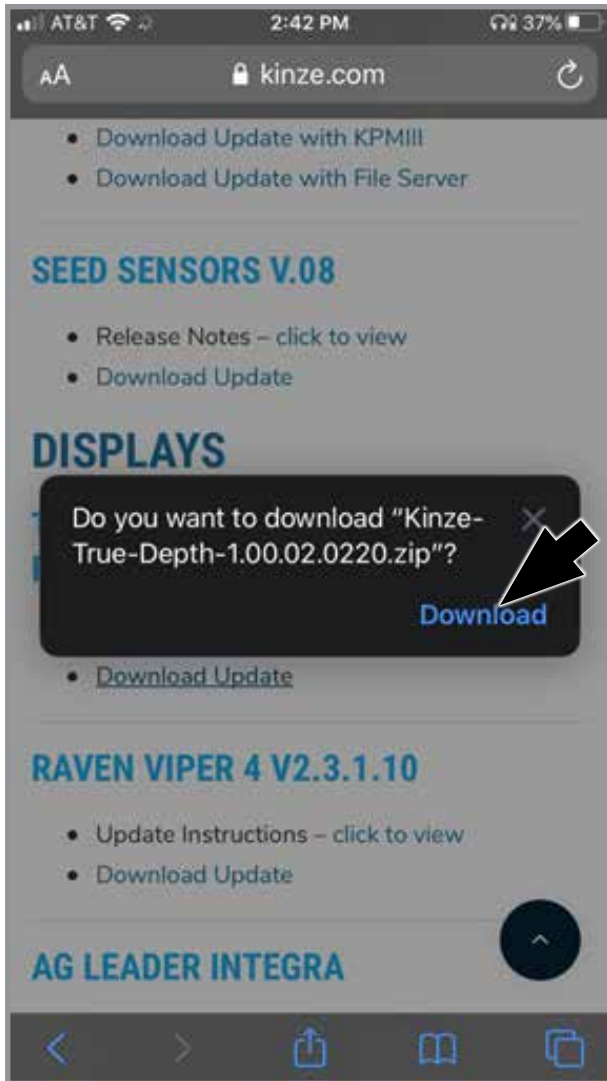 AT&T 2:42 PM 37%
AA kinze.com
• Download Update with KPMIII
• Download Update with File Server
SEED SENSORS V.08
• Release Notes – click to view
• Download Update
DISPLAYS
Do you want to download “Kinze-
True-Depth-1.00.02.0220.zip”?
Download
• Download Update
RAVEN VIPER 4 V2.3.1.10
• Update Instructions – click to view
• Download Update
AG LEADER INTEGRA